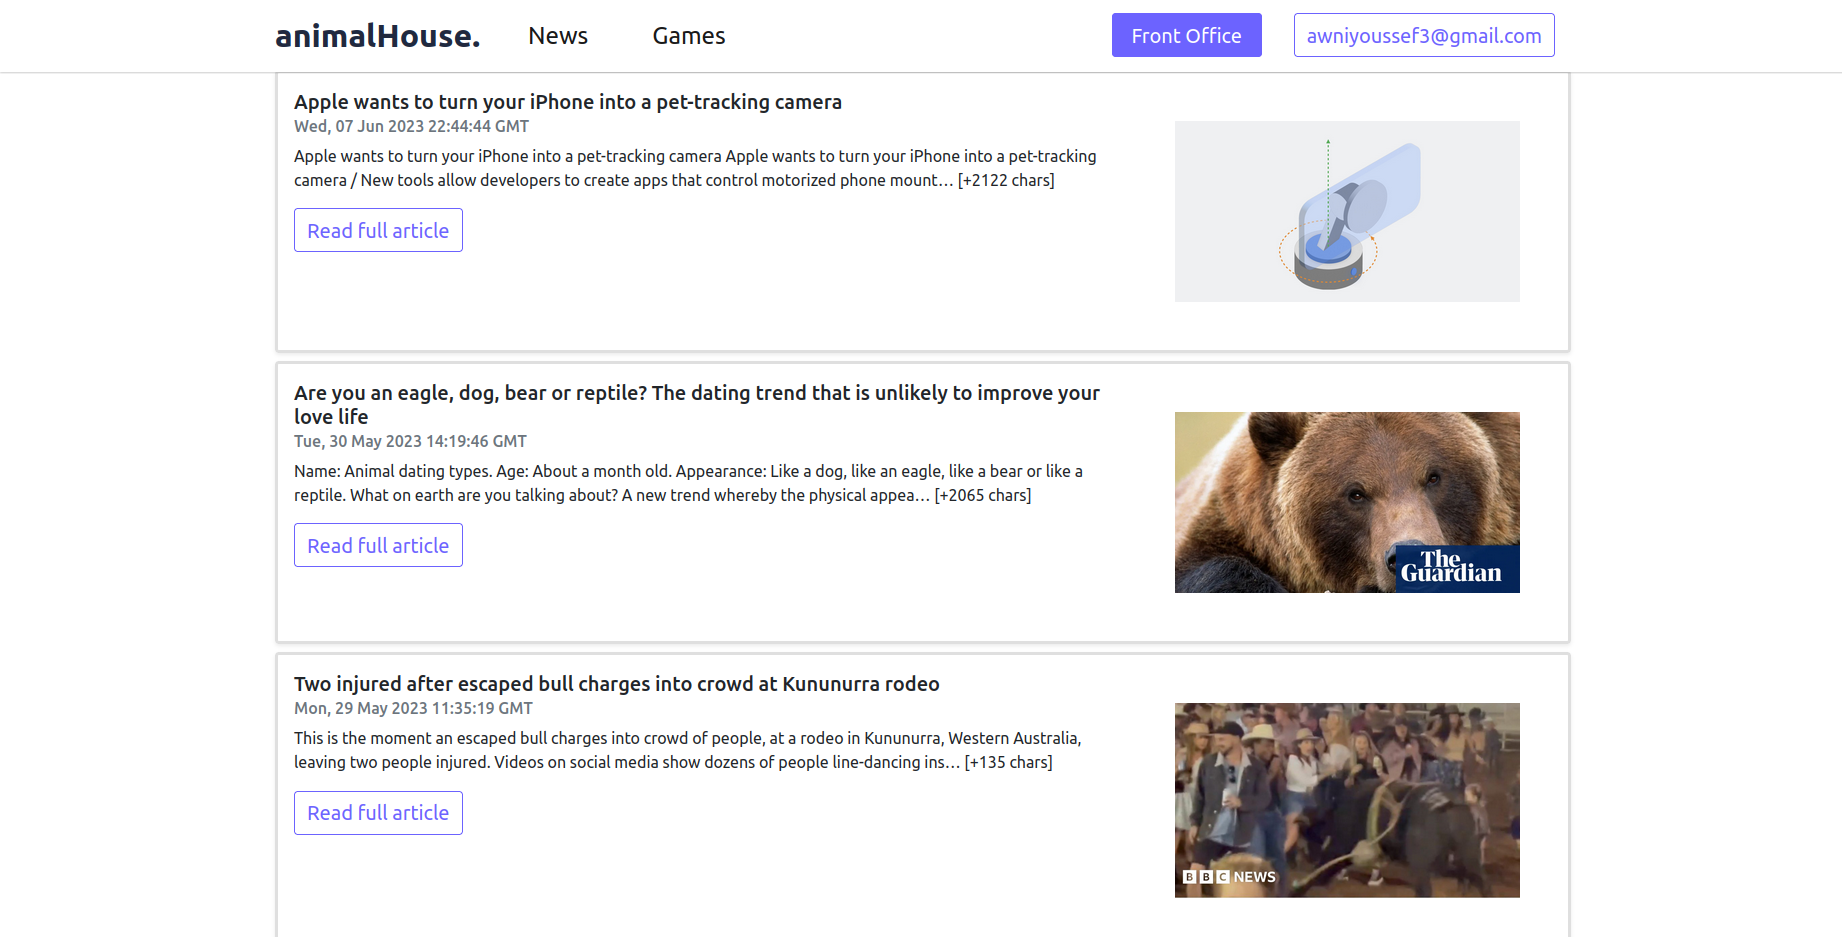 animalHouse. News Games Front Office awniyoussef3@gmail.com
Apple wants to turn your iPhone into a pet-tracking camera
Wed, 07 Jun 2023 22:44:44 GMT
Apple wants to turn your iPhone into a pet-tracking camera Apple wants to turn your iPhone into a pet-tracking
camera / New tools allow developers to create apps that control motorized phone mount… [+2122 chars]
Read full article
Are you an eagle, dog, bear or reptile? The dating trend that is unlikely to improve your
love life
Tue, 30 May 2023 14:19:46 GMT
Name: Animal dating types. Age: About a month old. Appearance: Like a dog, like an eagle, like a bear or like a
reptile. What on earth are you talking about? A new trend whereby the physical appea… [+2065 chars]
Read full article
The
Guardian
Two injured after escaped bull charges into crowd at Kununurra rodeo
Mon, 29 May 2023 11:35:19 GMT
This is the moment an escaped bull charges into crowd of people, at a rodeo in Kununurra, Western Australia,
leaving two people injured. Videos on social media show dozens of people line-dancing ins… [+135 chars]
Read full article
BBC NEWS